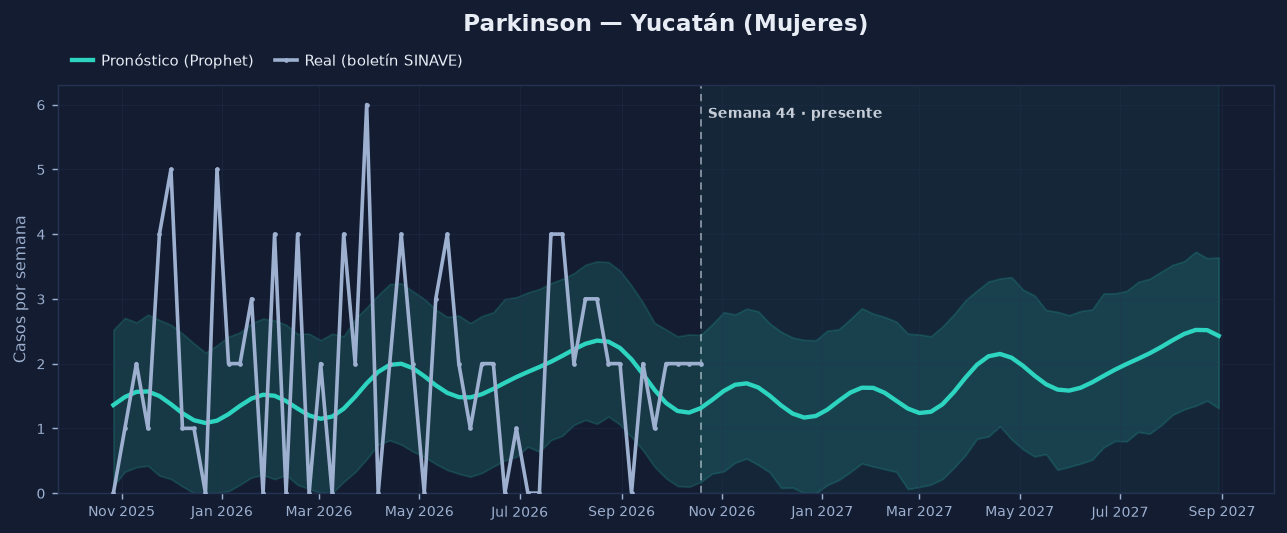 Parkinson — Yucatán (Mujeres)
Pronóstico (Prophet)
Real (boletín SINAVE)
Semana 44 · presente
Casos por semana
6
5
4
3
2
1
0
Nov 2025
Jan 2026
Mar 2026
May 2026
Jul 2026
Sep 2026
Nov 2026
Jan 2027
Mar 2027
May 2027
Jul 2027
Sep 2027